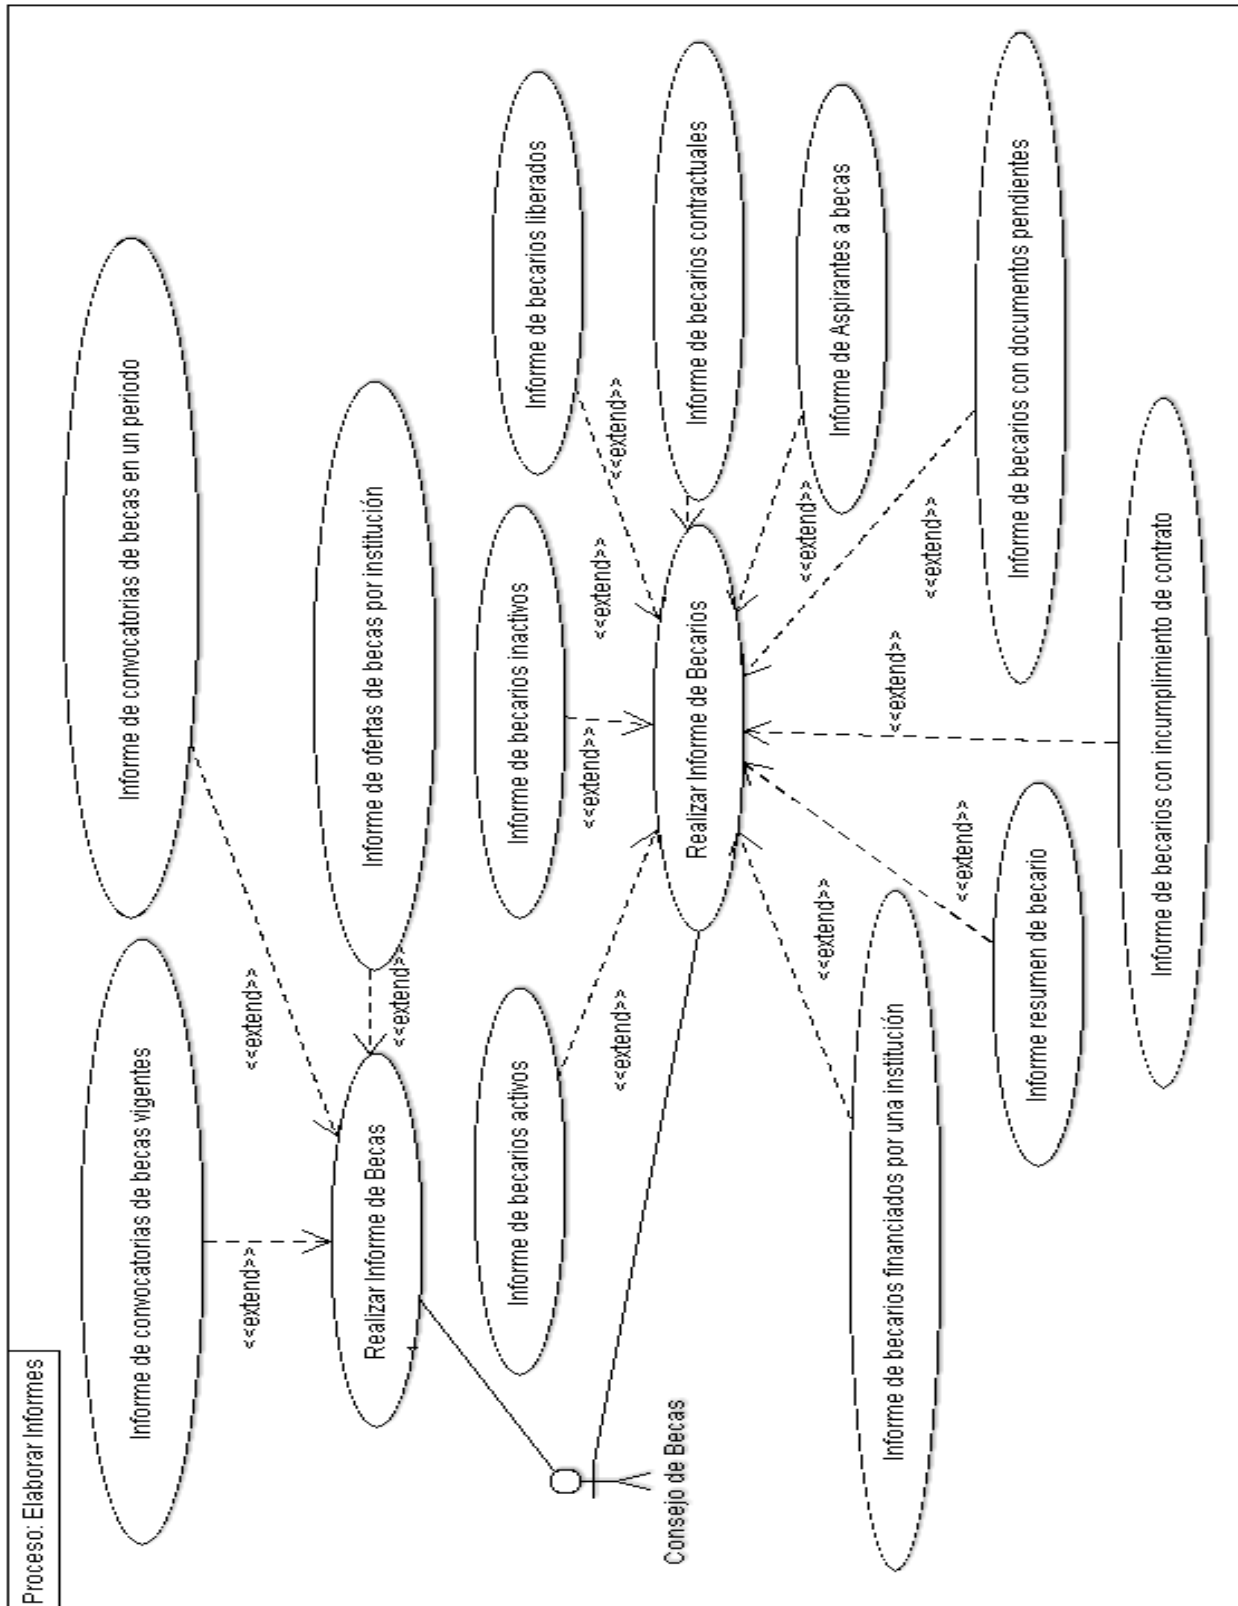 Proceso: Elaborar Informes
Informe de convocatorias de becas vigentes
Informe de convocatorias de becas en un periodo
<<extend>>
<<extend>>
Realizar Informe de Becas
<<extend>>
Informe de ofertas de becas por institución
Informe de becarios activos
Informe de becarios inactivos
Informe de becarios liberados
<<extend>>
<<extend>>
<<extend>>
<<extend>>
Consejo de Becas
Realizar Informe de Becarios
Informe de becarios contractuales
<<extend>>
<<extend>>
<<extend>>
<<extend>>
Informe de Aspirantes a becas
Informe de becarios financiados por una institución
<<extend>>
Informe resumen de becario
Informe de becarios con documentos pendientes
Informe de becarios con incumplimiento de contrato